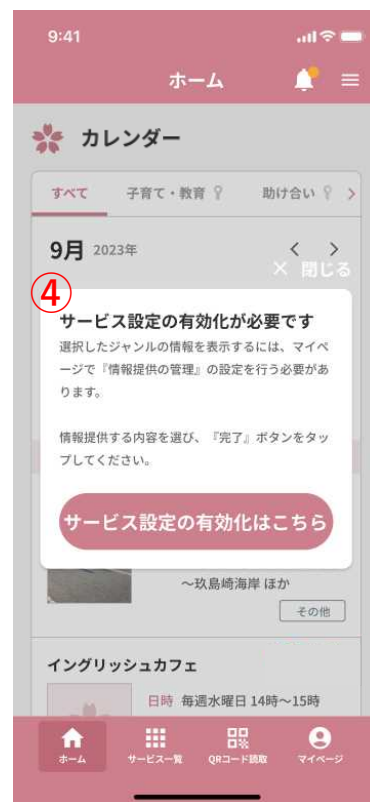 9:41
ホーム
カレンダー
すべて 子育て・教育 助け合い
9月 2023年
× 閉じる
④
サービス設定の有効化が必要です
選択したジャンルの情報を表示するには、マイペ
ージで『情報提供の管理』の設定を行う必要があ
ります。
情報提供する内容を選び、『完了』ボタンをタッ
プしてください。
サービス設定の有効化はこちら
〜玖島崎海岸 ほか
その他
イングリッシュカフェ
日時 毎週水曜日 14時〜15時
ホーム サービス一覧 QRコード読取 マイページ